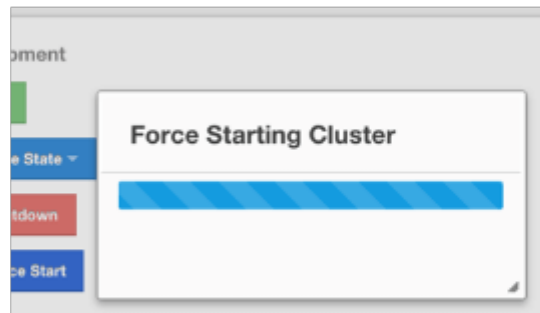 pment
Force Starting Cluster
e State
tdown
ce Start